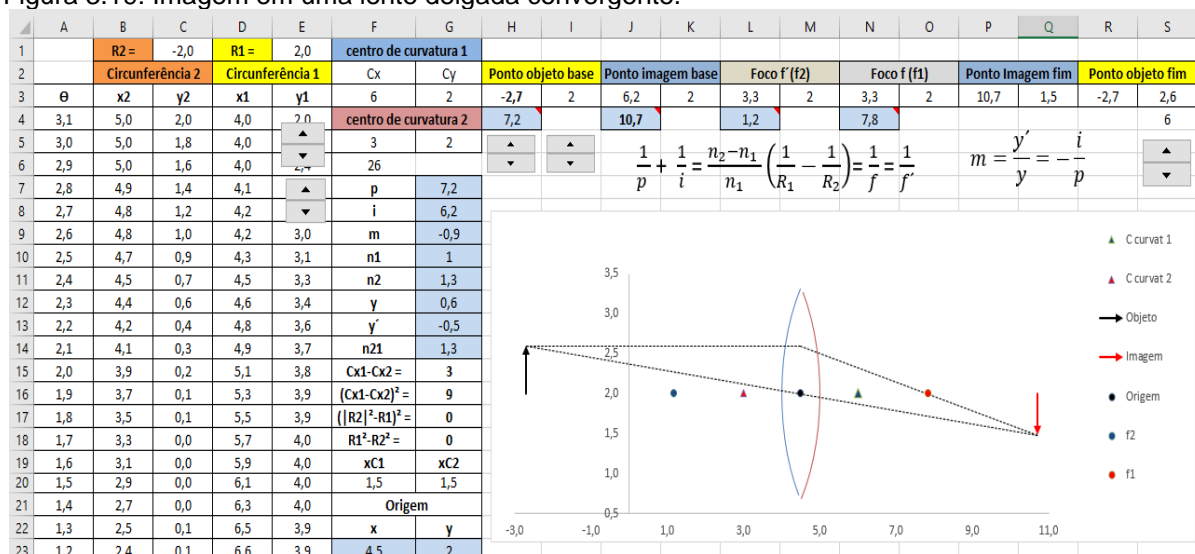 Figura 3.10: Imagem em uma lente delgada convergente.
A B C D E F G H I J K L M N O P Q R S
1 R2 = -2,0 R1 = 2,0 centro de curvatura 1
2 Circunferência 2 Circunferência 1 Cx Cy Ponto objeto base Ponto imagem base Foco f´(f2) Foco f (f1) Ponto Imagem fim Ponto objeto fim
3 θ x2 y2 x1 y1 6 2 -2,7 2 6,2 2 3,3 2 3,3 2 10,7 1,5 -2,7 2,6
4 3,1 5,0 2,0 4,0 2,0 centro de curvatura 2 7,2 10,7 1,2 7,8 6
5 3,0 5,0 1,8 4,0 3 2
6 2,9 5,0 1,6 4,0 2,4 26
1/p + 1/i = n₂−n₁/n₁ (1/R₁ − 1/R₂) = 1/f = 1/f´
m = y´/y = − i/p
7 2,8 4,9 1,4 4,1 p 7,2
8 2,7 4,8 1,2 4,2 i 6,2
9 2,6 4,8 1,0 4,2 3,0 m -0,9
10 2,5 4,7 0,9 4,3 3,1 n1 1
11 2,4 4,5 0,7 4,5 3,3 n2 1,3
12 2,3 4,4 0,6 4,6 3,4 y 0,6
13 2,2 4,2 0,4 4,8 3,6 y´ -0,5
14 2,1 4,1 0,3 4,9 3,7 n21 1,3
15 2,0 3,9 0,2 5,1 3,8 Cx1-Cx2 = 3
16 1,9 3,7 0,1 5,3 3,9 (Cx1-Cx2)² = 9
17 1,8 3,5 0,1 5,5 3,9 (|R2|²-R1)² = 0
18 1,7 3,3 0,0 5,7 4,0 R1²-R2² = 0
19 1,6 3,1 0,0 5,9 4,0 xC1 xC2
20 1,5 2,9 0,0 6,1 4,0 1,5 1,5
21 1,4 2,7 0,0 6,3 4,0 Origem
22 1,3 2,5 0,1 6,5 3,9 x y
23 1,2 2,4 0,1 6,6 3,9 4,5 2
3,5
3,0
2,5
2,0
1,5
1,0
0,5
-3,0 -1,0 1,0 3,0 5,0 7,0 9,0 11,0
C curvat 1
C curvat 2
Objeto
Imagem
Origem
f2
f1